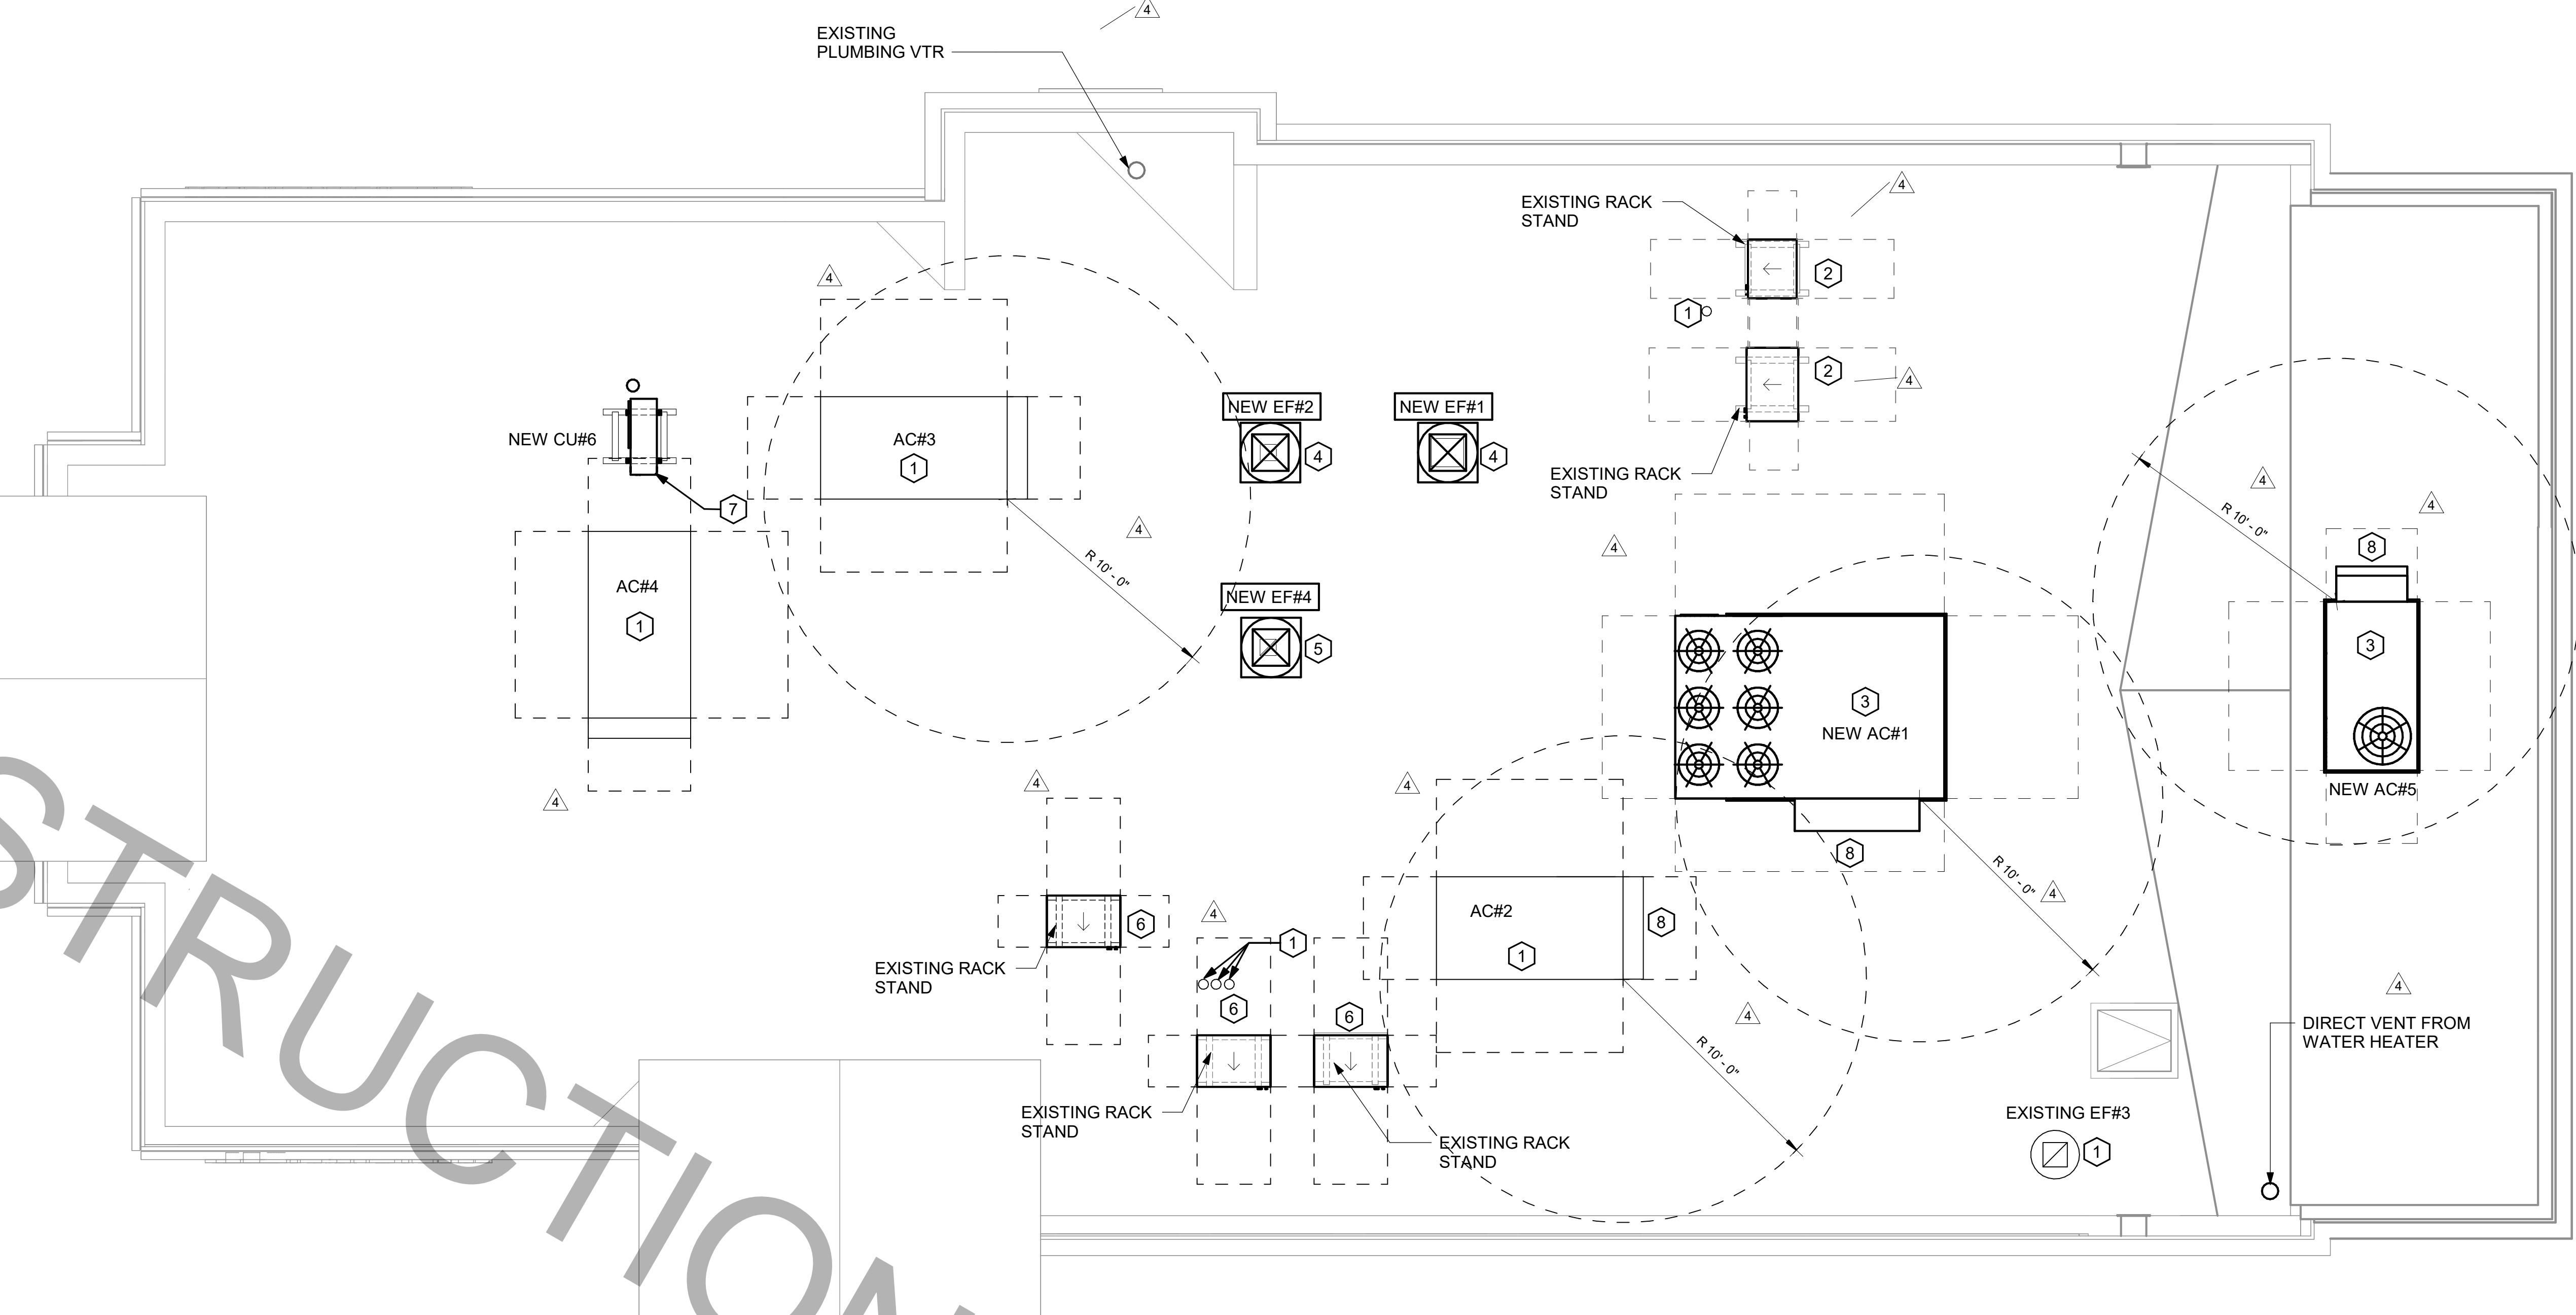 4
EXISTING
PLUMBING VTR
4
EXISTING RACK
STAND
2
4
1
2
4
NEW EF#2
NEW EF#1
4
4
NEW CU#6
AC#3
1
7
EXISTING RACK
STAND
4
R 10' - 0"
4
4
R 10' - 0"
4
8
AC#4
1
NEW EF#4
5
3
NEW AC#1
3
NEW AC#5
4
4
4
8
R 10' - 0"
4
6
EXISTING RACK
STAND
4
1
6
6
AC#2
1
8
4
R 10' - 0"
4
DIRECT VENT FROM
WATER HEATER
EXISTING RACK
STAND
EXISTING RACK
STAND
EXISTING EF#3
1
STRUCTION